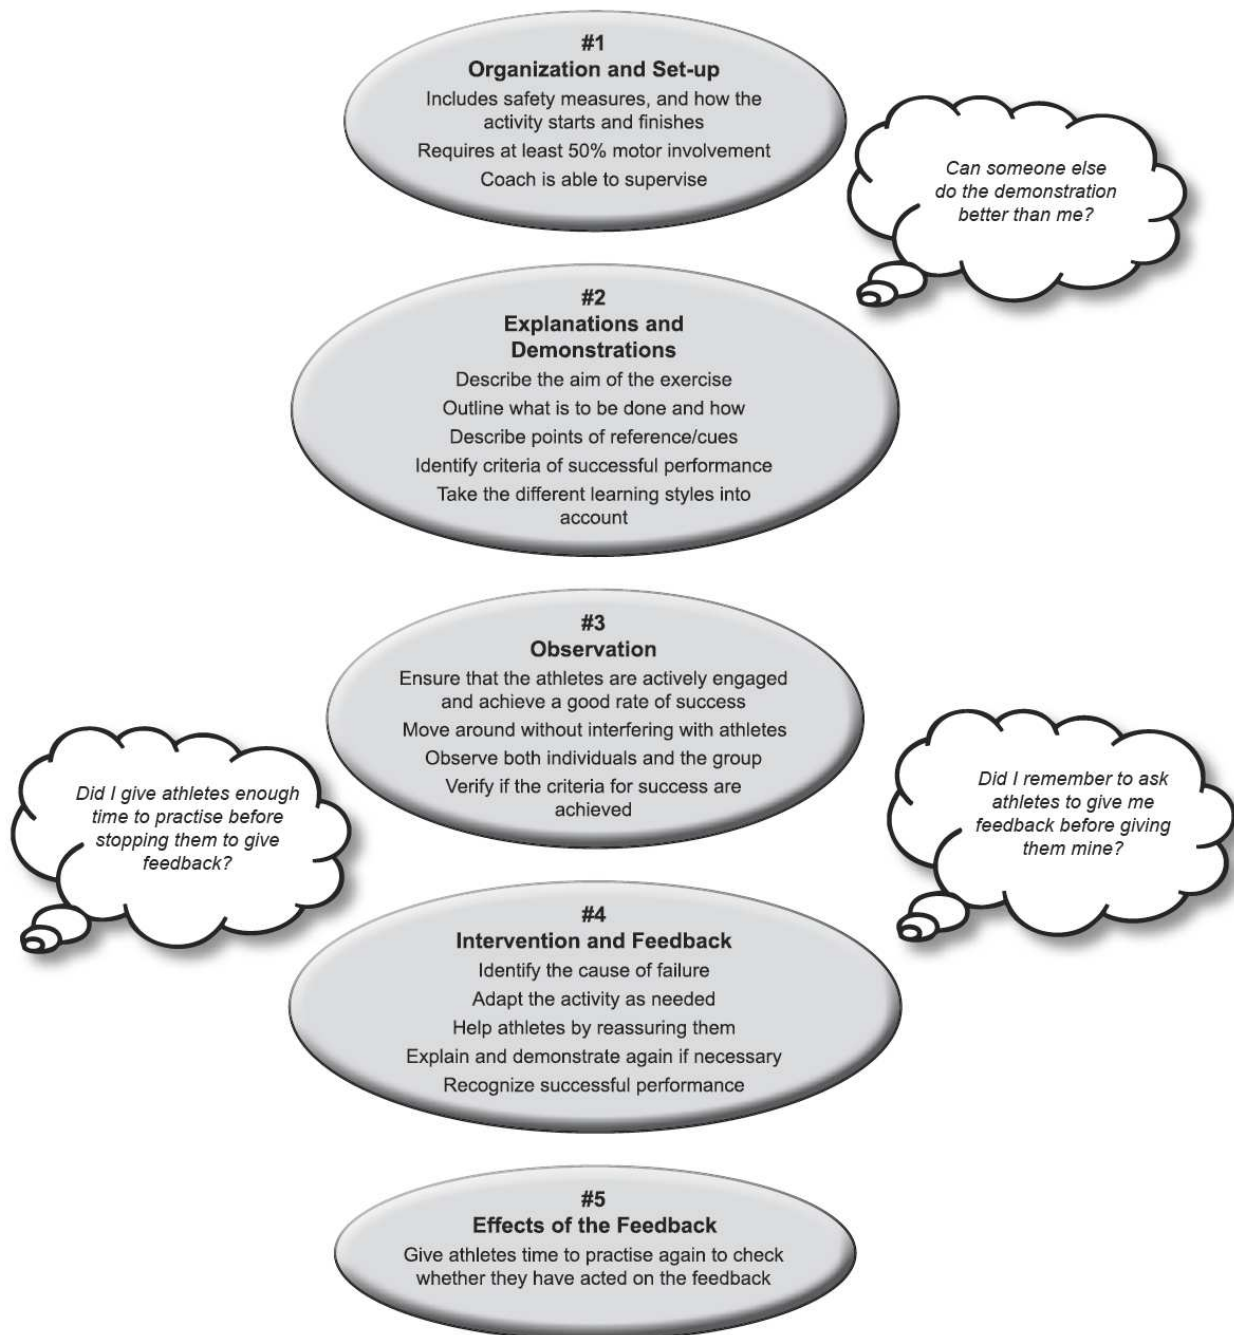 #1
Organization and Set-up
Includes safety measures, and how the
activity starts and finishes
Requires at least 50% motor involvement
Coach is able to supervise
Can someone else
do the demonstration
better than me?
#2
Explanations and
Demonstrations
Describe the aim of the exercise
Outline what is to be done and how
Describe points of reference/cues
Identify criteria of successful performance
Take the different learning styles into
account
#3
Observation
Ensure that the athletes are actively engaged
and achieve a good rate of success
Move around without interfering with athletes
Observe both individuals and the group
Verify if the criteria for success are
achieved
Did I give athletes enough
time to practise before
stopping them to give
feedback?
Did I remember to ask
athletes to give me
feedback before giving
them mine?
#4
Intervention and Feedback
Identify the cause of failure
Adapt the activity as needed
Help athletes by reassuring them
Explain and demonstrate again if necessary
Recognize successful performance
#5
Effects of the Feedback
Give athletes time to practise again to check
whether they have acted on the feedback